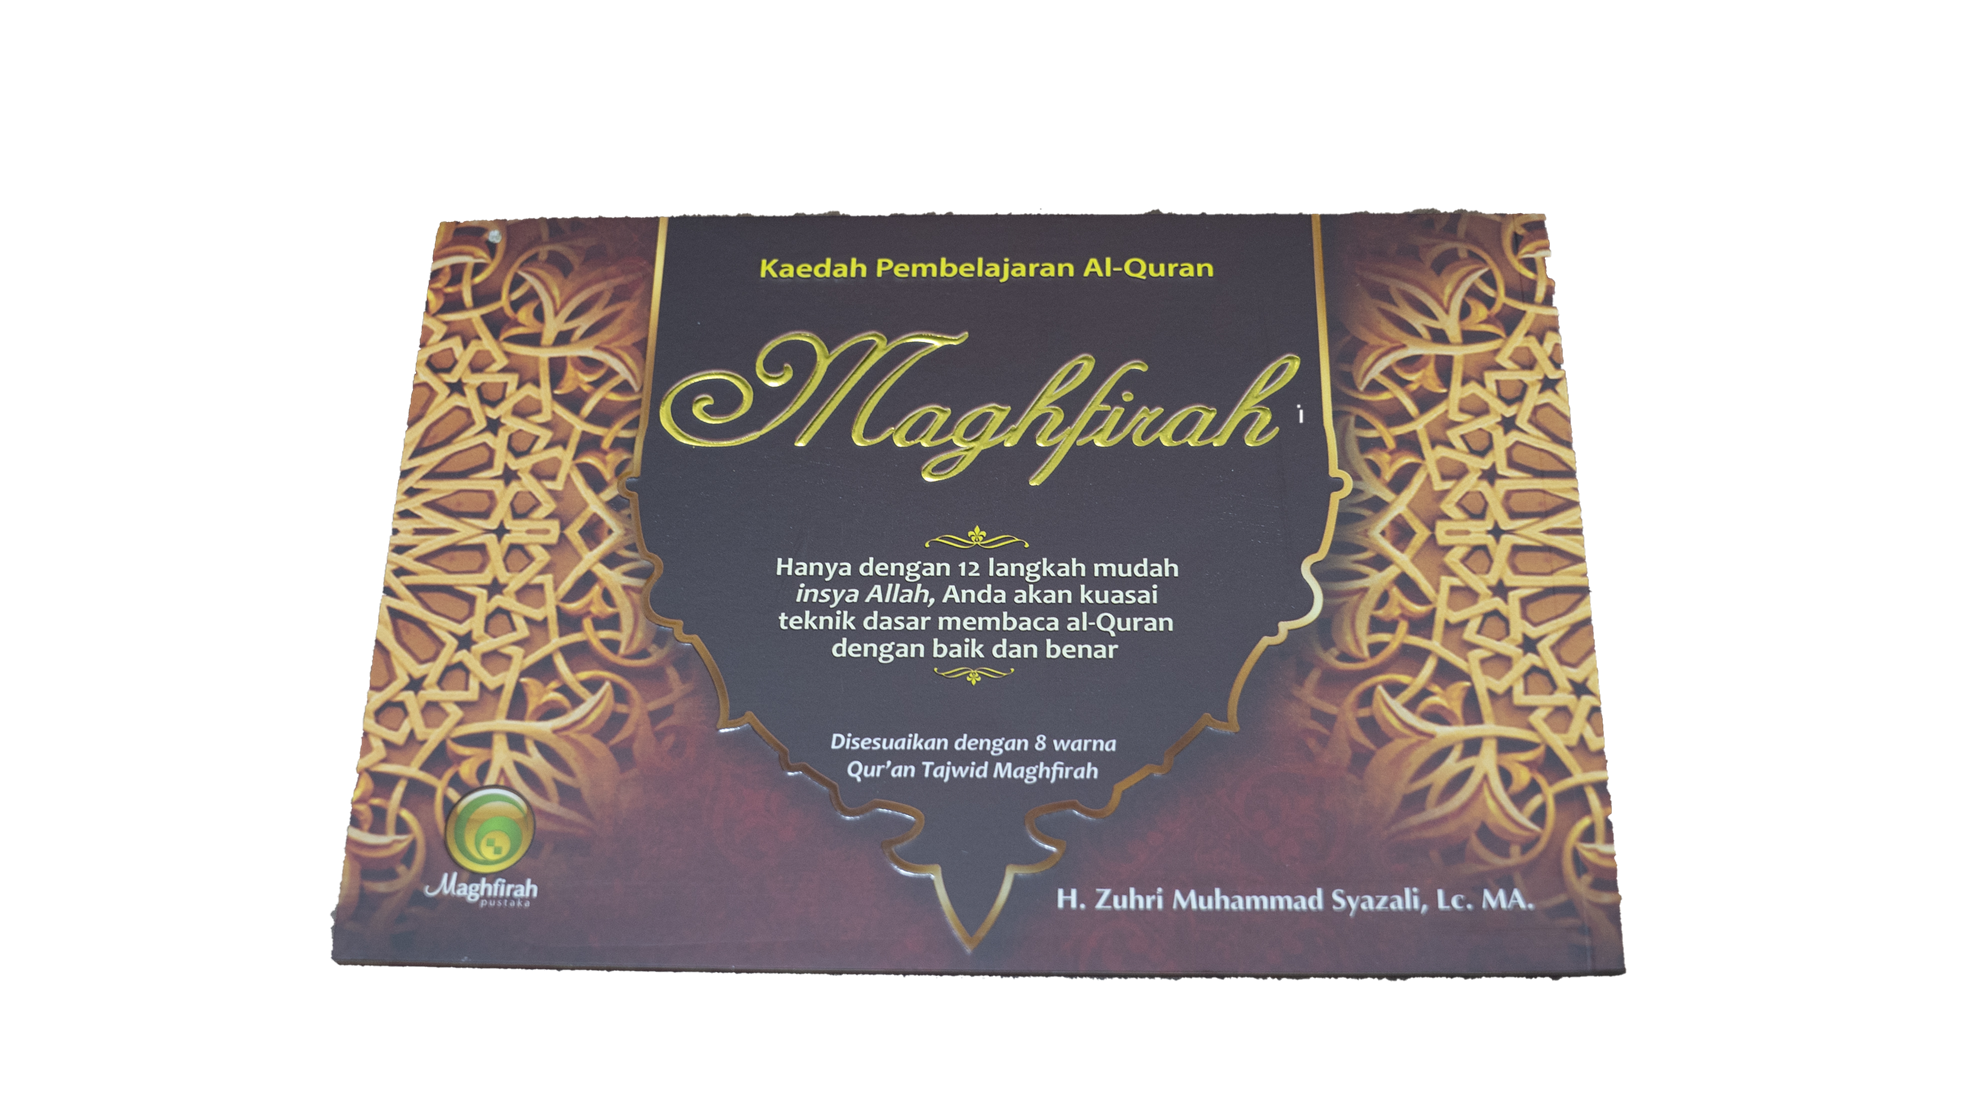 Kaedah Pembelajaran Al-Quran
Maghfirah
i
Hanya dengan 12 langkah mudah
insya Allah, Anda akan kuasai
teknik dasar membaca al-Quran
dengan baik dan benar
Disesuaikan dengan 8 warna
Qur'an Tajwid Maghfirah
Maghfirah
pustaka
H. Zuhri Muhammad Syazali, Lc. MA.